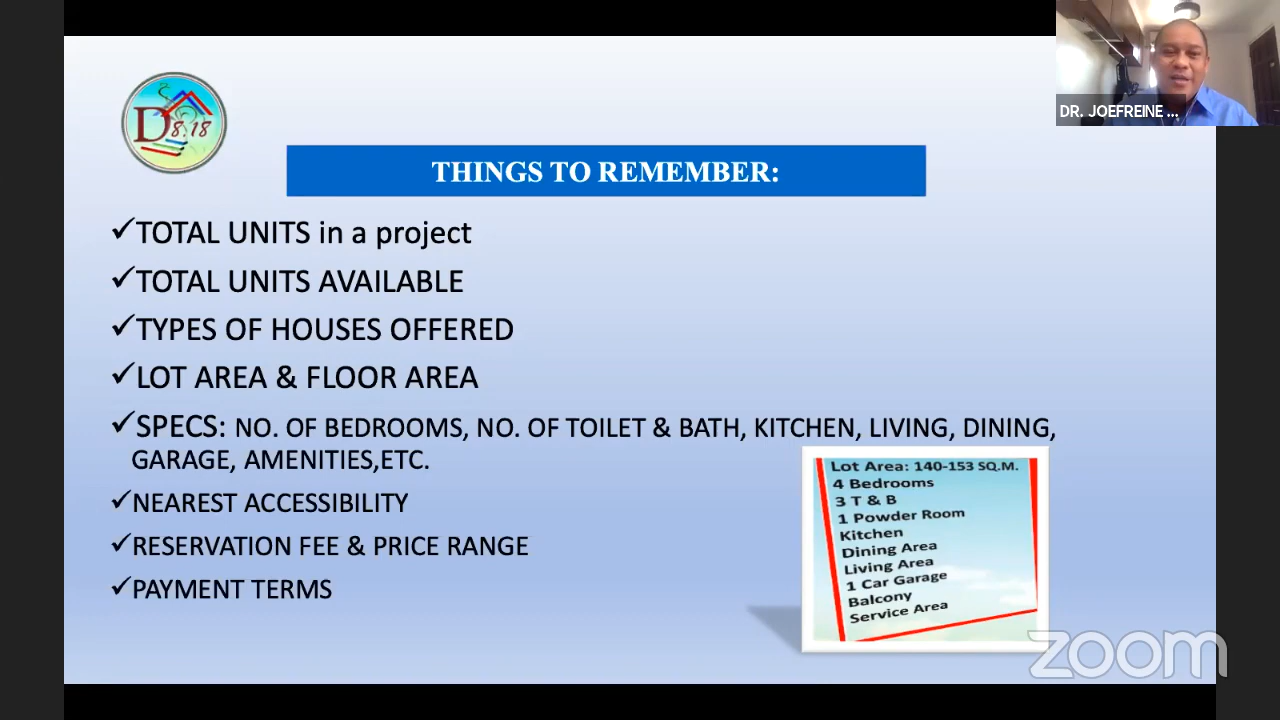 DR. JOEFREINE ...
D8.18
THINGS TO REMEMBER:
✓TOTAL UNITS in a project
✓TOTAL UNITS AVAILABLE
✓TYPES OF HOUSES OFFERED
✓LOT AREA & FLOOR AREA
✓SPECS: NO. OF BEDROOMS, NO. OF TOILET & BATH, KITCHEN, LIVING, DINING,
GARAGE, AMENITIES,ETC.
✓NEAREST ACCESSIBILITY
✓RESERVATION FEE & PRICE RANGE
✓PAYMENT TERMS
Lot Area: 140-153 SQ.M.
4 Bedrooms
3 T & B
1 Powder Room
Kitchen
Dining Area
Living Area
1 Car Garage
Balcony
Service Area
zoom